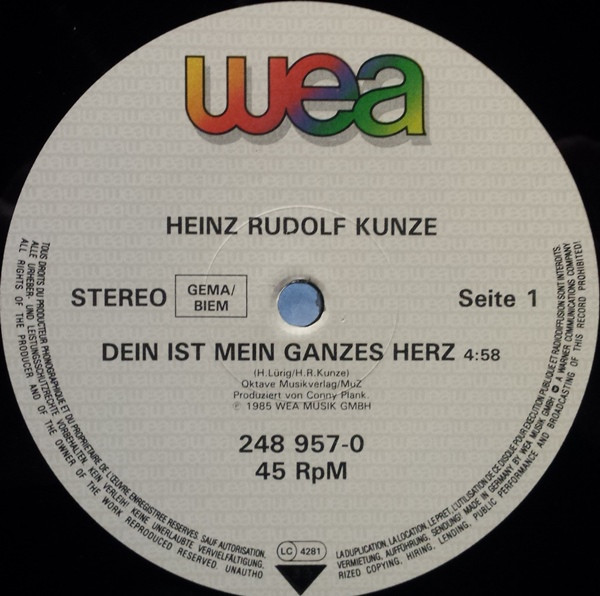 wea
HEINZ RUDOLF KUNZE
STEREO
GEMA/
BIEM
Seite 1
DEIN IST MEIN GANZES HERZ 4:58
(H.Lürig/H.R.Kunze)
Oktave Musikverlag/MuZ
Produziert von Conny Plank.
℗ 1985 WEA MUSIK GMBH
248 957-0
45 RpM
LC 4281
TOUS DROITS DU PRODUCTEUR PHONOGRAPHIQUE ET DU PROPRIETAIRE DE L'ŒUVRE ENREGISTREE RESERVES. SAUF AUTORISATION,
LA DUPLICATION, LA LOCATION, LE PRET, L'UTILISATION DE CE DISQUE POUR EXECUTION PUBLIQUE ET RADIODIFFUSION SONT INTERDITS.
ALLE URHEBER- UND LEISTUNGSSCHUTZRECHTE VORBEHALTEN. KEIN VERLEIH! KEINE UNERLAUBTE VERVIELFÄLTIGUNG,
VERMIETUNG, AUFFÜHRUNG, SENDUNG! MADE IN GERMANY BY WEA MUSIK GMBH A WARNER COMMUNICATIONS COMPANY
ALL RIGHTS OF THE PRODUCER AND OF THE OWNER OF THE WORK REPRODUCED RESERVED. UNAUTHO
RIZED COPYING, HIRING, LENDING, PUBLIC PERFORMANCE AND BROADCASTING OF THIS RECORD PROHIBITED!